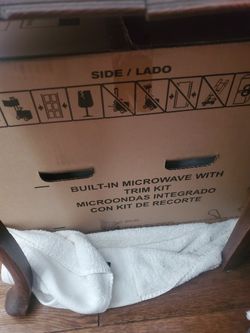 SIDE / LADO
BUILT-IN MICROWAVE WITH
TRIM KIT
MICROONDAS INTEGRADO
CON KIT DE RECORTE